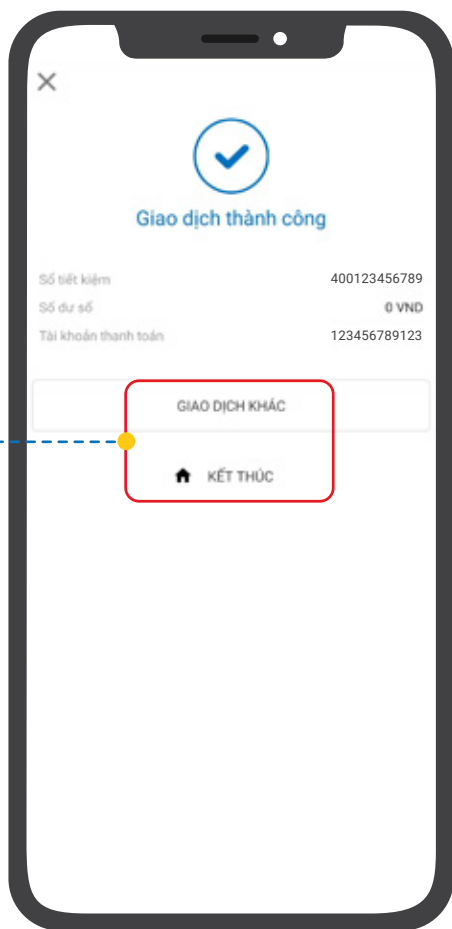 Giao dịch thành công
Sổ tiết kiệm 400123456789
Số dư sổ 0 VND
Tài khoản thanh toán 123456789123
GIAO DỊCH KHÁC
KẾT THÚC